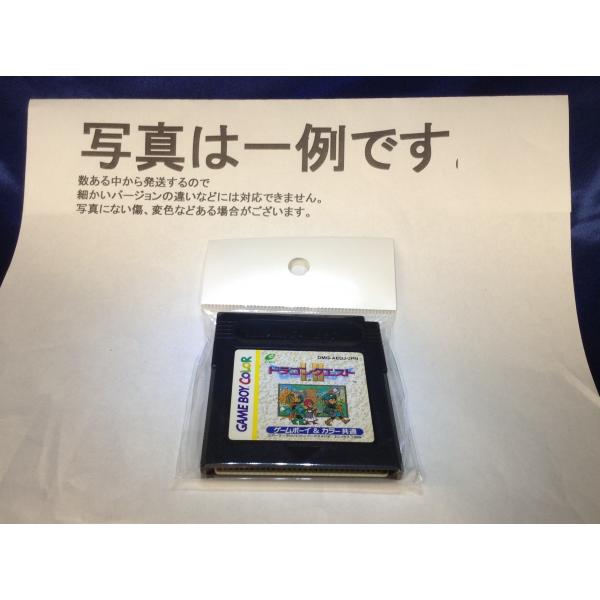 写真は一例です。
数ある中から発送するので
細かいバージョンの違いなどには対応できません。
写真にない傷、変色などある場合がございます。
DMG-AEDJ-JPN
ドラゴンクエスト
I・II
GAME BOY COLOR
ゲームボーイ&カラー共通